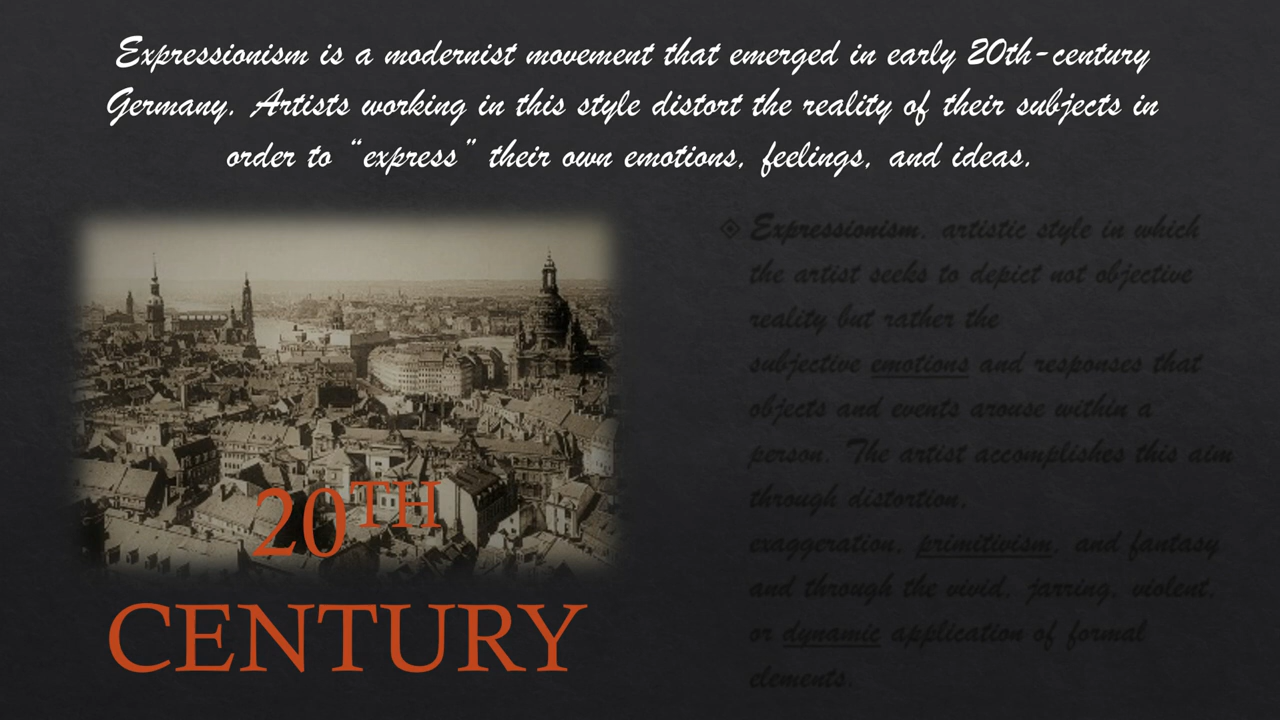 Expressionism is a modernist movement that emerged in early 20th-century
Germany. Artists working in this style distort the reality of their subjects in
order to “express” their own emotions, feelings, and ideas.
20TH
CENTURY
Expressionism, artistic style in which
the artist seeks to depict not objective
reality but rather the
subjective emotions and responses that
objects and events arouse within a
person. The artist accomplishes this aim
through distortion,
exaggeration, primitivism, and fantasy
and through the vivid, jarring, violent,
or dynamic application of formal
elements.